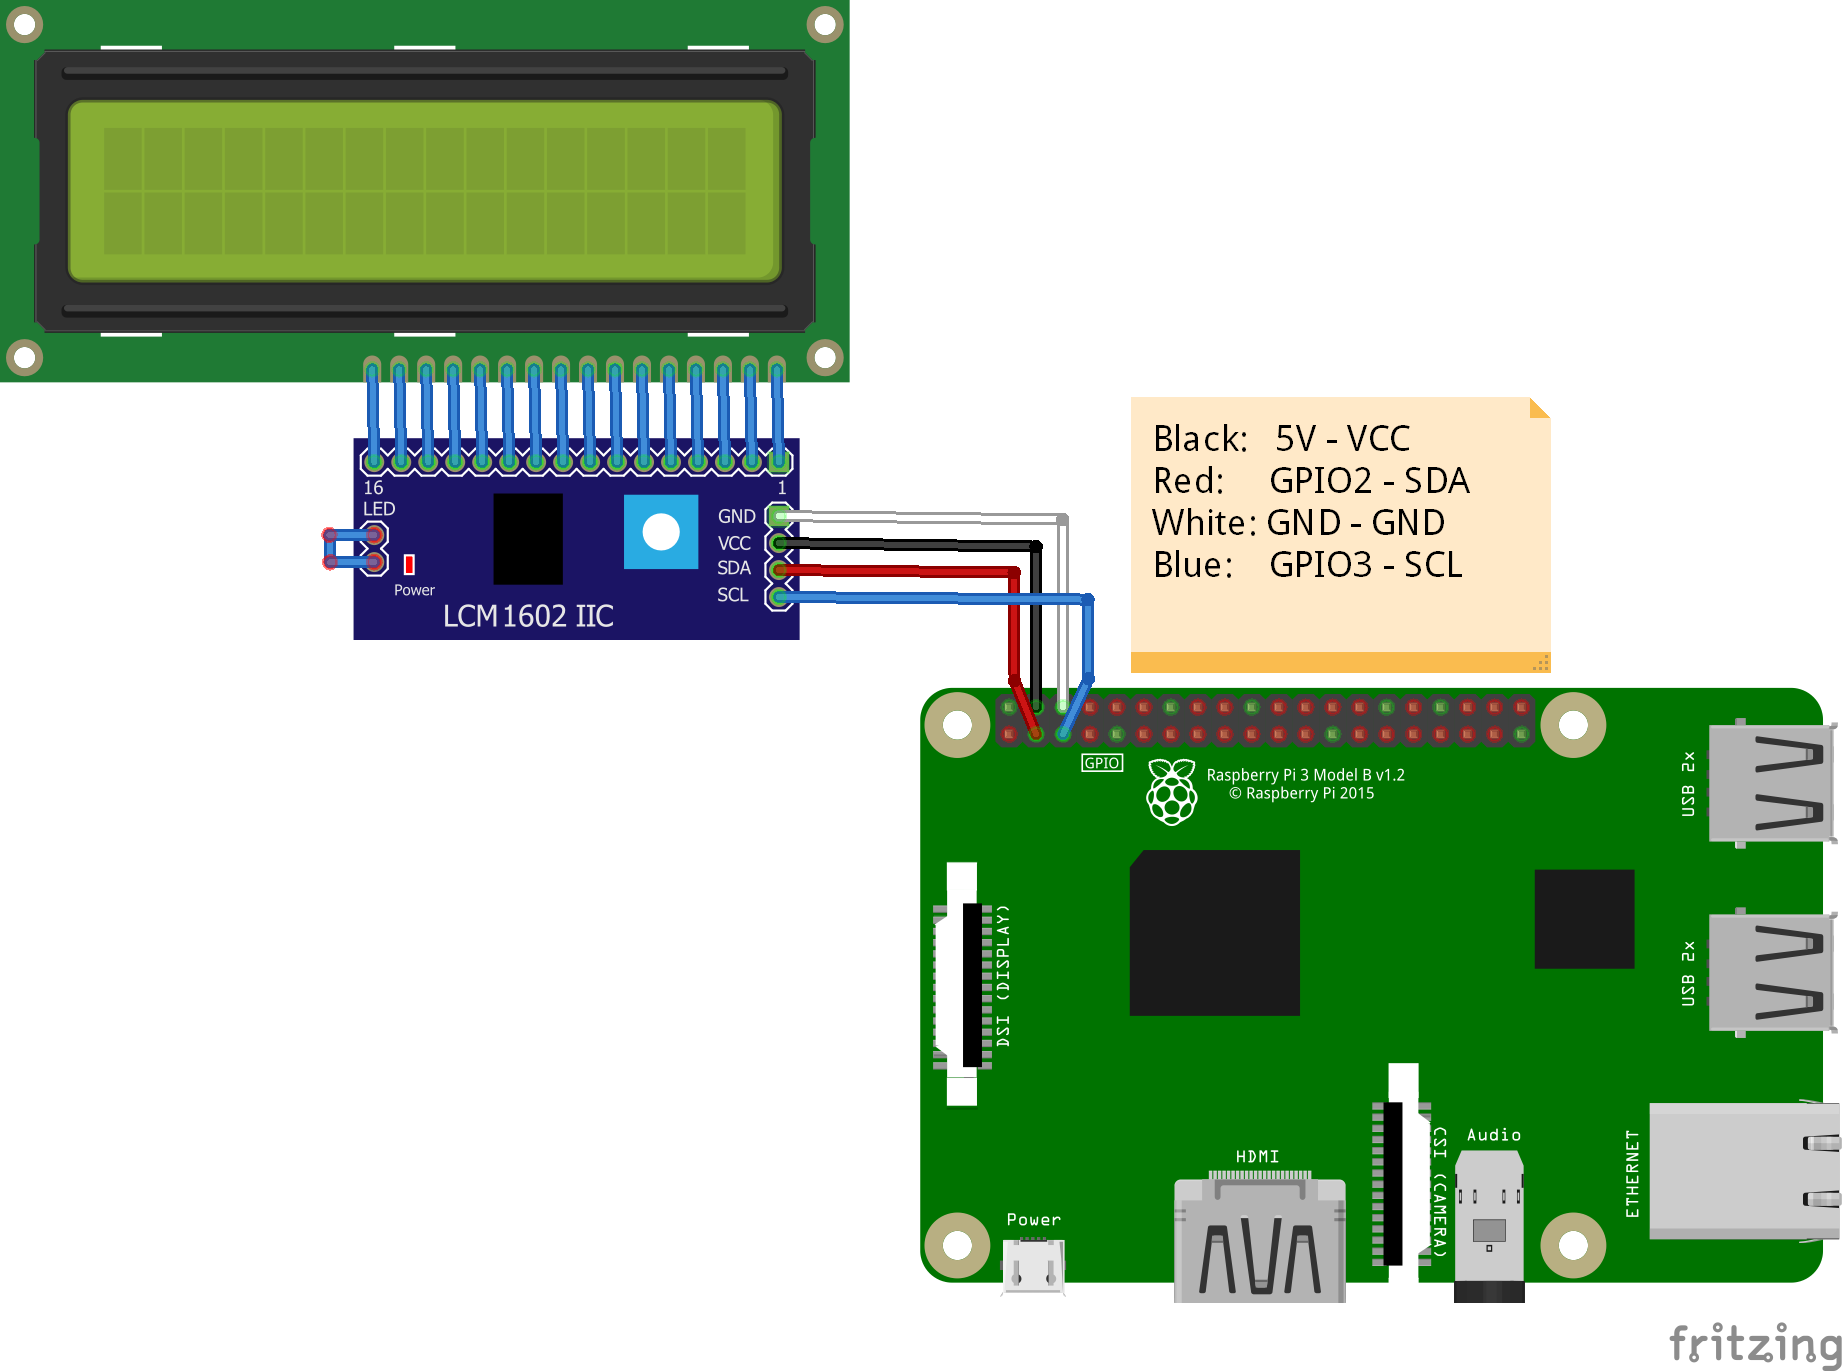 16
1
LED
GND
VCC
SDA
SCL
Power
LCM1602 IIC
Black: 5V - VCC
Red: GPIO2 - SDA
White: GND - GND
Blue: GPIO3 - SCL
GPIO
Raspberry Pi 3 Model B v1.2
© Raspberry Pi 2015
USB 2x
USB 2x
DSI (DISPLAY)
CSI (CAMERA)
Audio
ETHERNET
HDMI
Power
fritzing